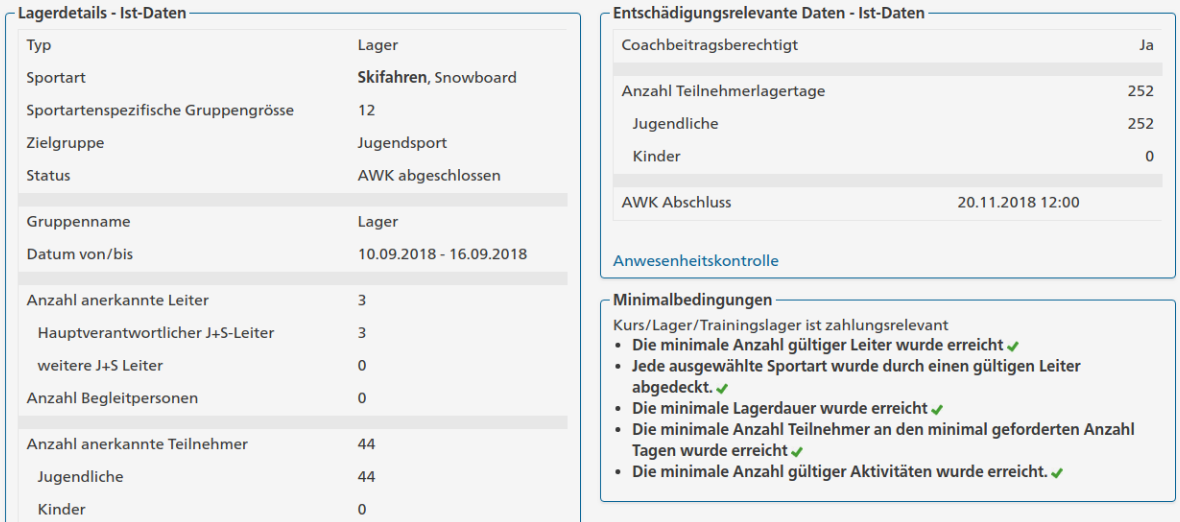 Lagerdetails - Ist-Daten
Typ Lager
Sportart Skifahren, Snowboard
Sportartenspezifische Gruppengrösse 12
Zielgruppe Jugendsport
Status AWK abgeschlossen
Gruppenname Lager
Datum von/bis 10.09.2018 - 16.09.2018
Anzahl anerkannte Leiter 3
Hauptverantwortlicher J+S-Leiter 3
weitere J+S Leiter 0
Anzahl Begleitpersonen 0
Anzahl anerkannte Teilnehmer 44
Jugendliche 44
Kinder 0
Entschädigungsrelevante Daten - Ist-Daten
Coachbeitragsberechtigt Ja
Anzahl Teilnehmerlagertage 252
Jugendliche 252
Kinder 0
AWK Abschluss 20.11.2018 12:00
Anwesenheitskontrolle
Minimalbedingungen
Kurs/Lager/Trainingslager ist zahlungsrelevant
• Die minimale Anzahl gültiger Leiter wurde erreicht ✔
• Jede ausgewählte Sportart wurde durch einen gültigen Leiter
abgedeckt. ✔
• Die minimale Lagerdauer wurde erreicht ✔
• Die minimale Anzahl Teilnehmer an den minimal geforderten Anzahl
Tagen wurde erreicht ✔
• Die minimale Anzahl gültiger Aktivitäten wurde erreicht. ✔